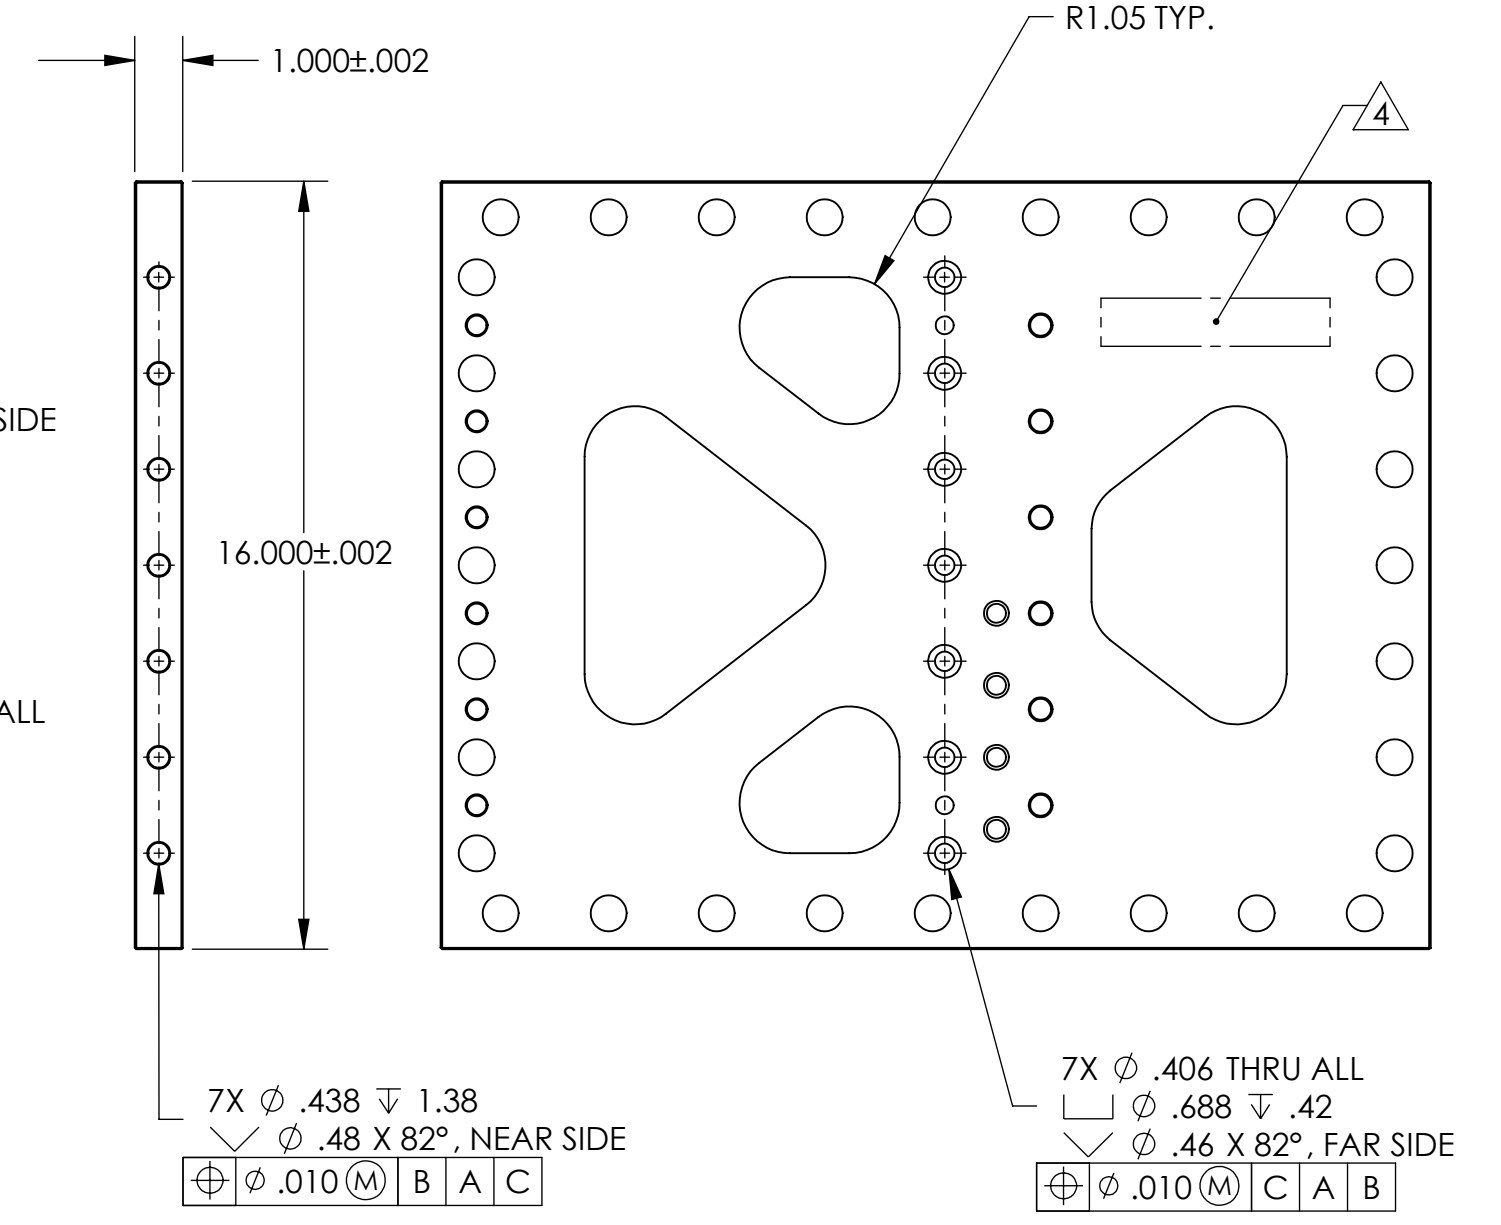 R1.05 TYP.
1.000±.002
4
SIDE
16.000±.002
ALL
7X ⌀ .438 ↧ 1.38
⌵ ⌀ .48 X 82°, NEAR SIDE
⌖ ⌀ .010 Ⓜ B A C
7X ⌀ .406 THRU ALL
⌴ ⌀ .688 ↧ .42
⌵ ⌀ .46 X 82°, FAR SIDE
⌖ ⌀ .010 Ⓜ C A B